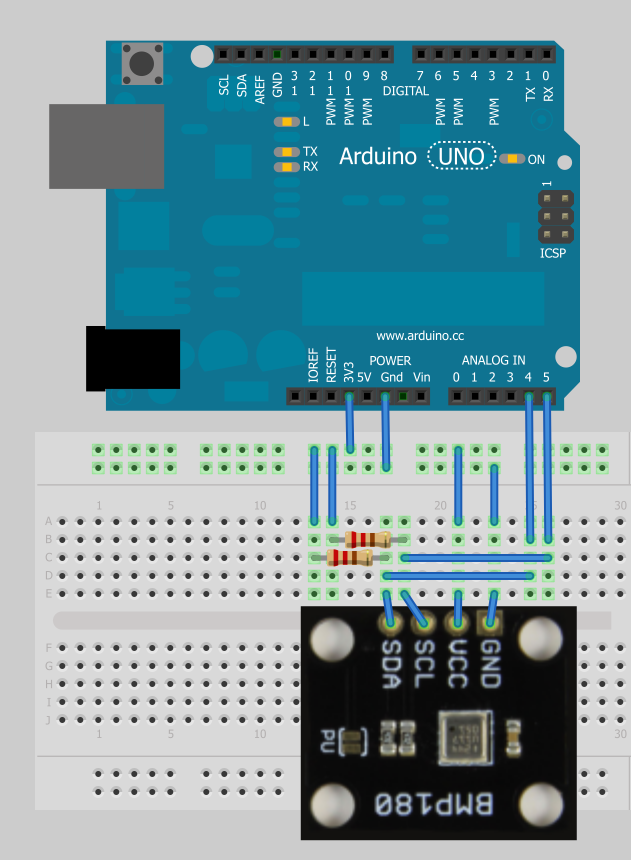 SCL SDA AREF GND 13 12 PWM 11 PWM 10 PWM 9 8 7 PWM 6 PWM 5 4 PWM 3 2 TX 1 RX 0
DIGITAL
L
TX
RX
Arduino UNO
ON
1
ICSP
www.arduino.cc
POWER
ANALOG IN
IOREF RESET 3V3 5V Gnd Vin 0 1 2 3 4 5
1 5 10 15 20 25 30
A
B
C
D
E
SDA SCL VCC GND
F
G
H
I
J
1 5 10 30
PU
BMP180